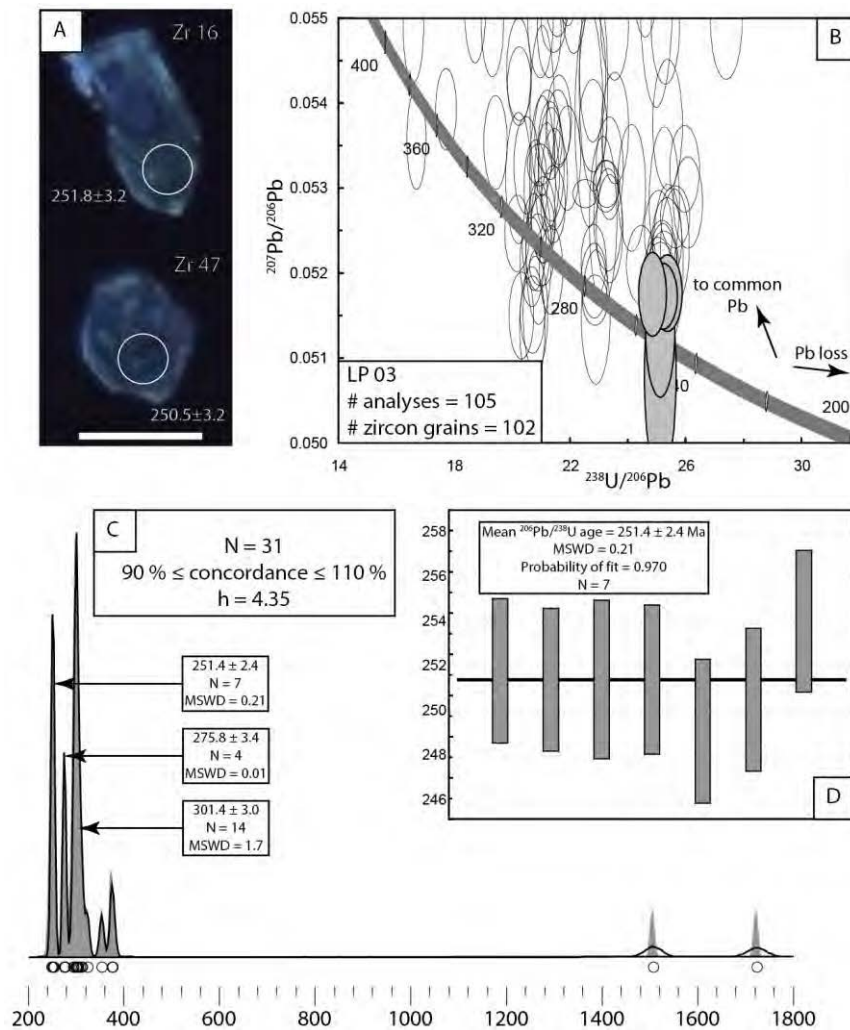 A
Zr 16
251.8±3.2
Zr 47
250.5±3.2
B
0.055
0.054
0.053
0.052
0.051
0.050
²⁰⁷Pb/²⁰⁶Pb
400
360
320
280
40
200
to common
Pb
Pb loss
LP 03
# analyses = 105
# zircon grains = 102
14 18 22 26 30
²³⁸U/²⁰⁶Pb
C
N = 31
90 % ≤ concordance ≤ 110 %
h = 4.35
251.4 ± 2.4
N = 7
MSWD = 0.21
275.8 ± 3.4
N = 4
MSWD = 0.01
301.4 ± 3.0
N = 14
MSWD = 1.7
200 400 600 800 1000 1200 1400 1600 1800
258
256
254
252
250
248
246
Mean ²⁰⁶Pb/²³⁸U age = 251.4 ± 2.4 Ma
MSWD = 0.21
Probability of fit = 0.970
N = 7
D